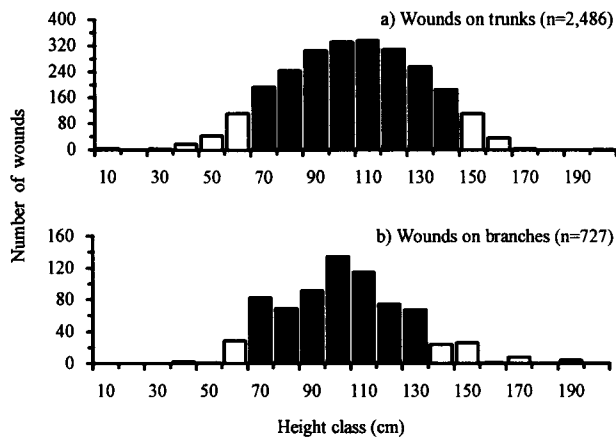 a) Wounds on trunks (n=2,486)
400
320
240
160
80
0
10 30 50 70 90 110 130 150 170 190
Number of wounds
b) Wounds on branches (n=727)
160
120
80
40
0
10 30 50 70 90 110 130 150 170 190
Height class (cm)